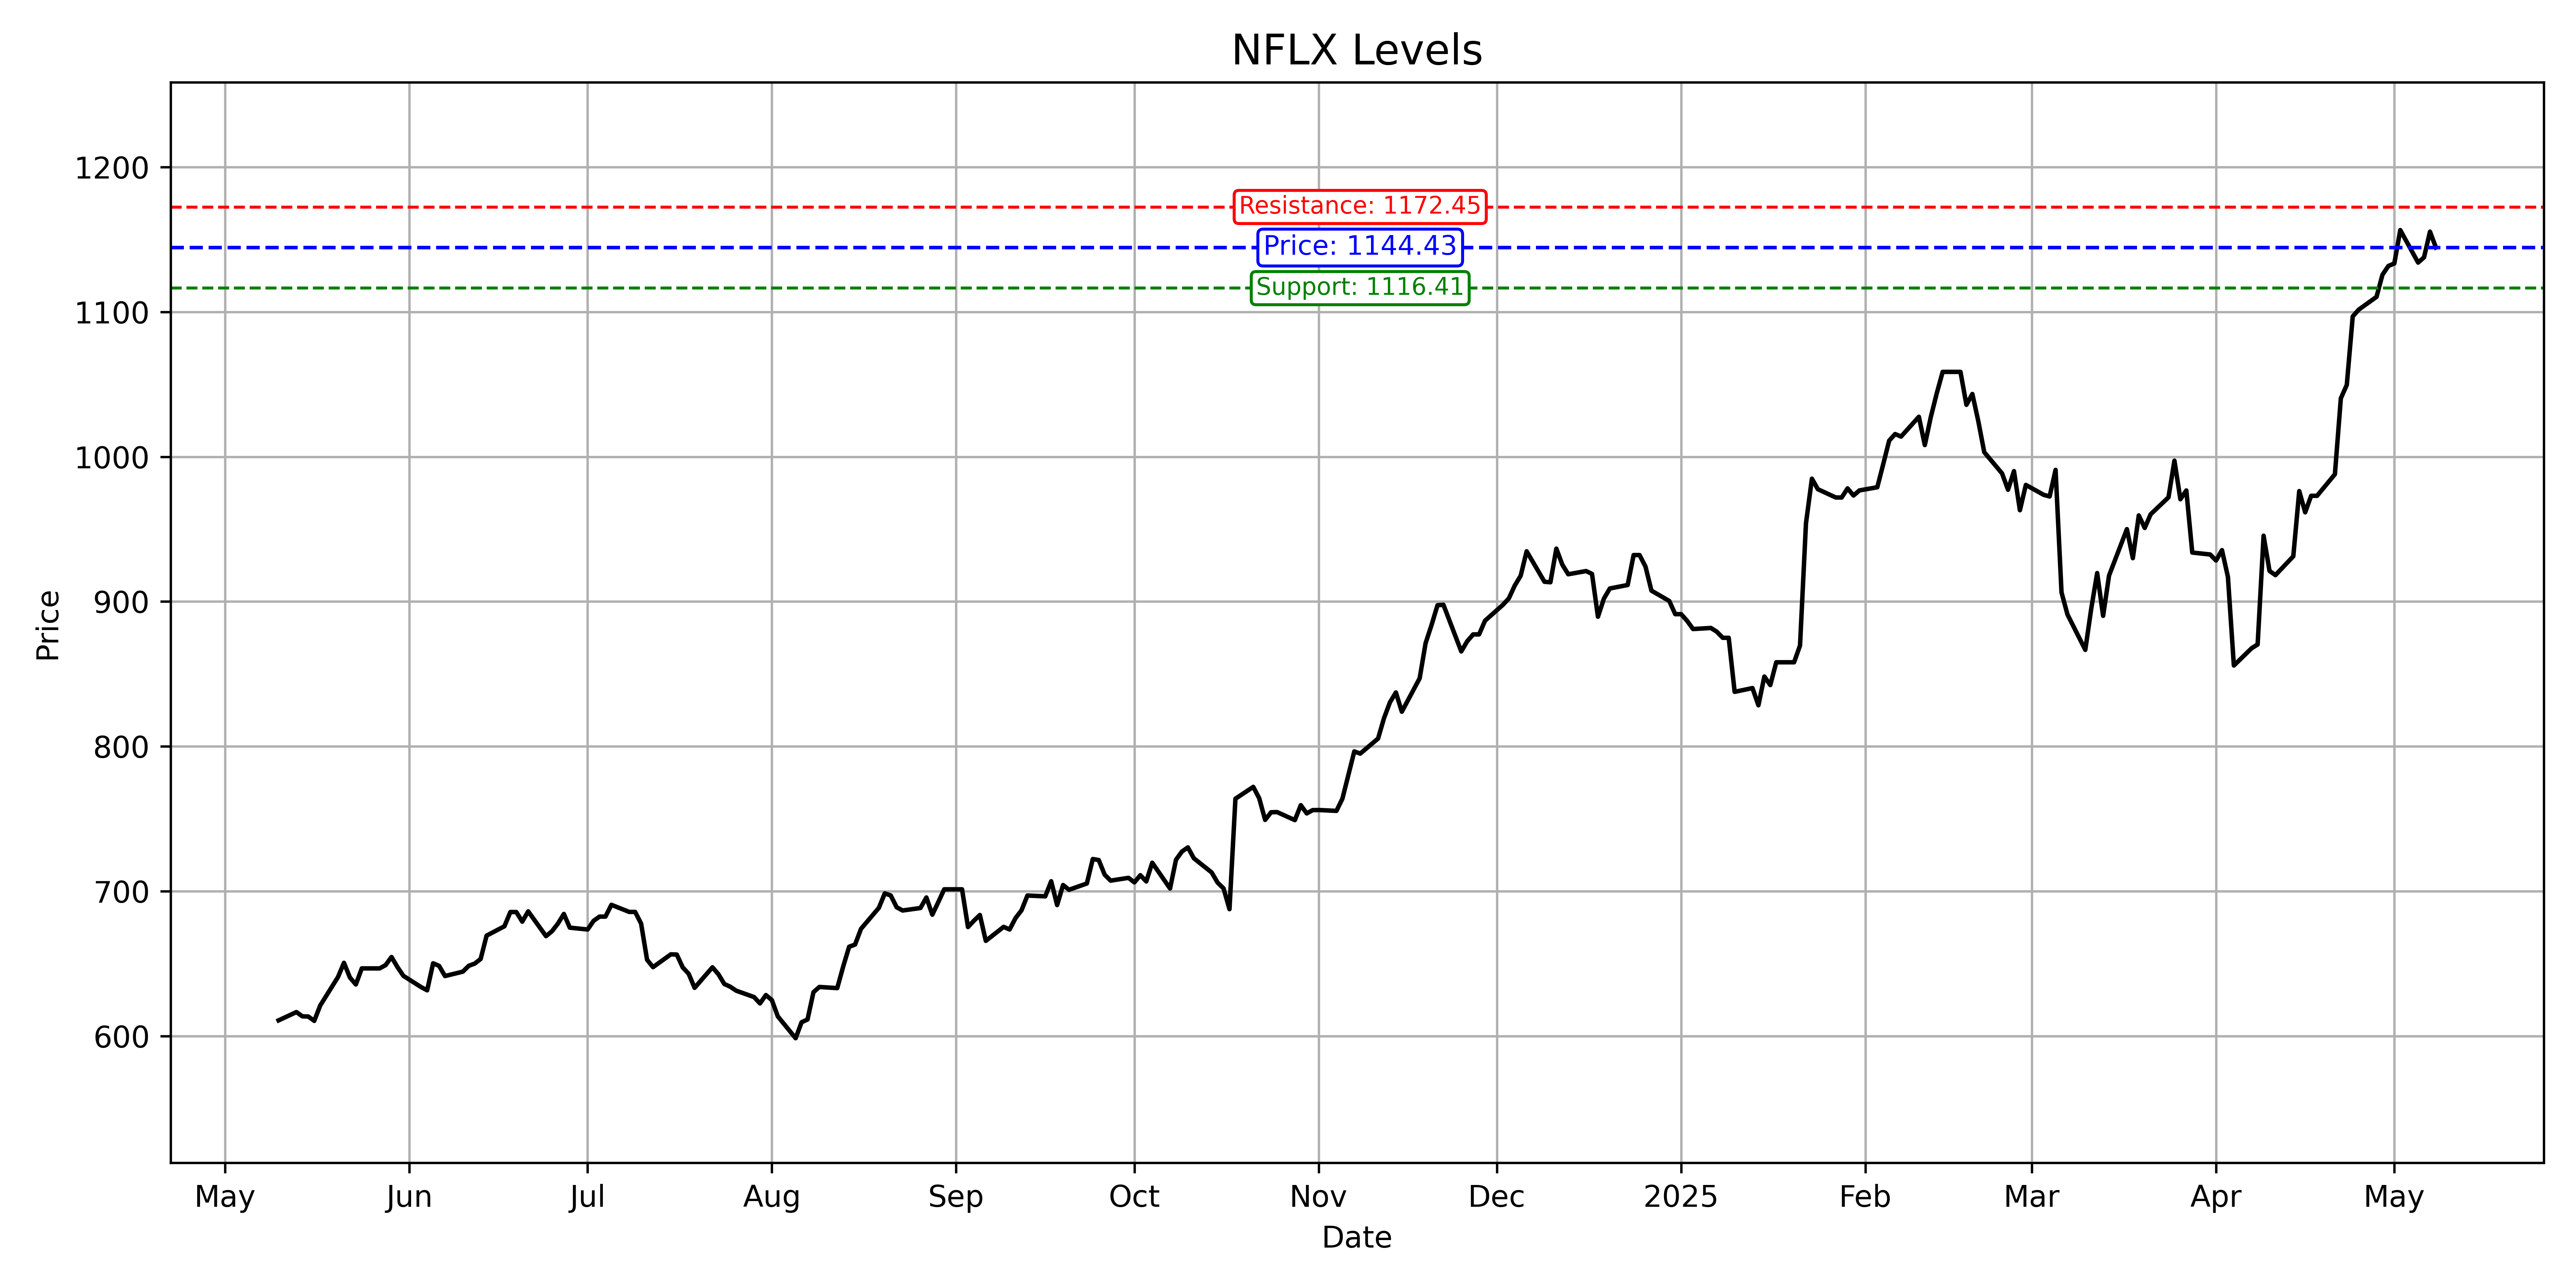 NFLX Levels
1200
1100
1000
900
800
700
600
Price
Resistance: 1172.45
Price: 1144.43
Support: 1116.41
May Jun Jul Aug Sep Oct Nov Dec 2025 Feb Mar Apr May
Date